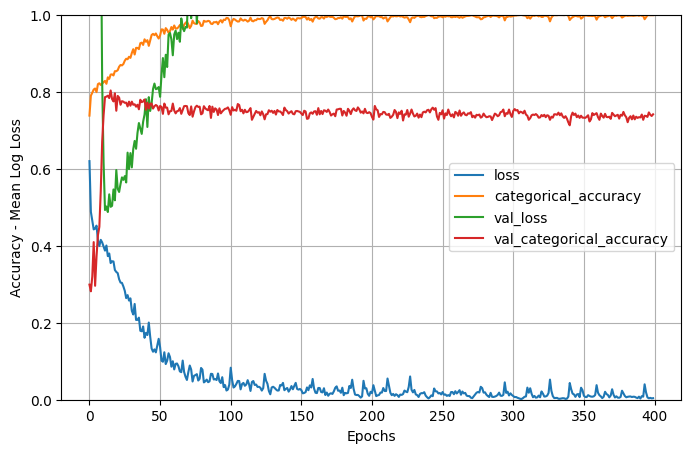 1.0
0.8
0.6
0.4
0.2
0.0
Accuracy - Mean Log Loss
loss
categorical_accuracy
val_loss
val_categorical_accuracy
0 50 100 150 200 250 300 350 400
Epochs